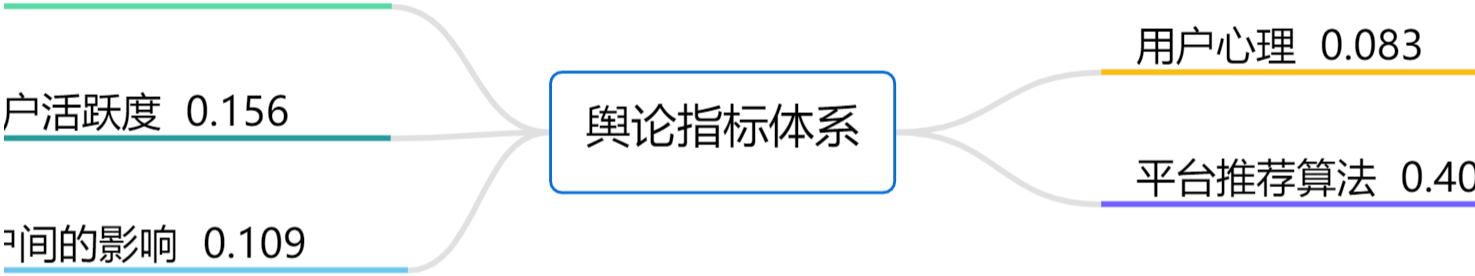 户活跃度 0.156
间的影响 0.109
舆论指标体系
用户心理 0.083
平台推荐算法 0.40